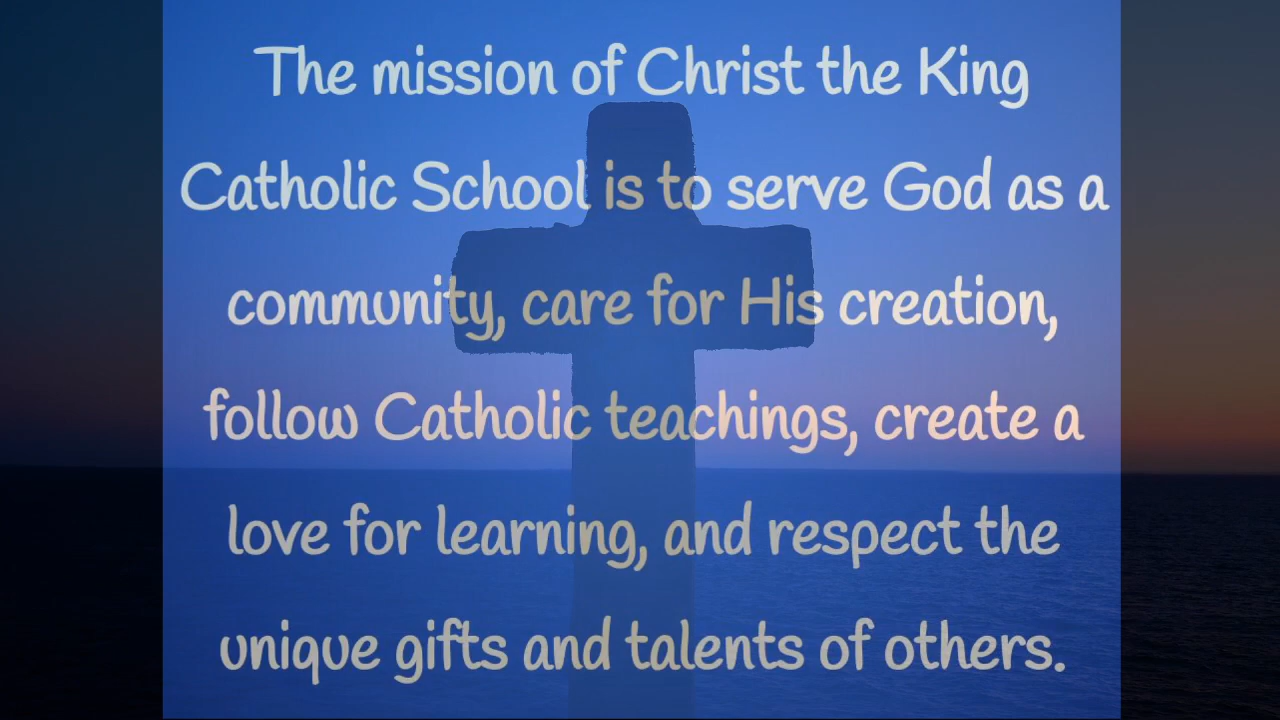 The mission of Christ the King
Catholic School is to serve God as a
community, care for His creation,
follow Catholic teachings, create a
love for learning, and respect the
unique gifts and talents of others.